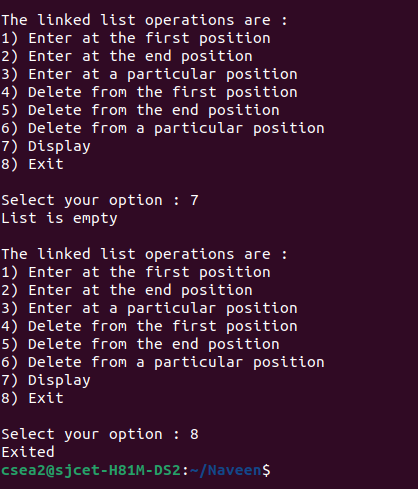 The linked list operations are :
1) Enter at the first position
2) Enter at the end position
3) Enter at a particular position
4) Delete from the first position
5) Delete from the end position
6) Delete from a particular position
7) Display
8) Exit
Select your option : 7
List is empty
The linked list operations are :
1) Enter at the first position
2) Enter at the end position
3) Enter at a particular position
4) Delete from the first position
5) Delete from the end position
6) Delete from a particular position
7) Display
8) Exit
Select your option : 8
Exited
csea2@sjcet-H81M-DS2:~/Naveen$